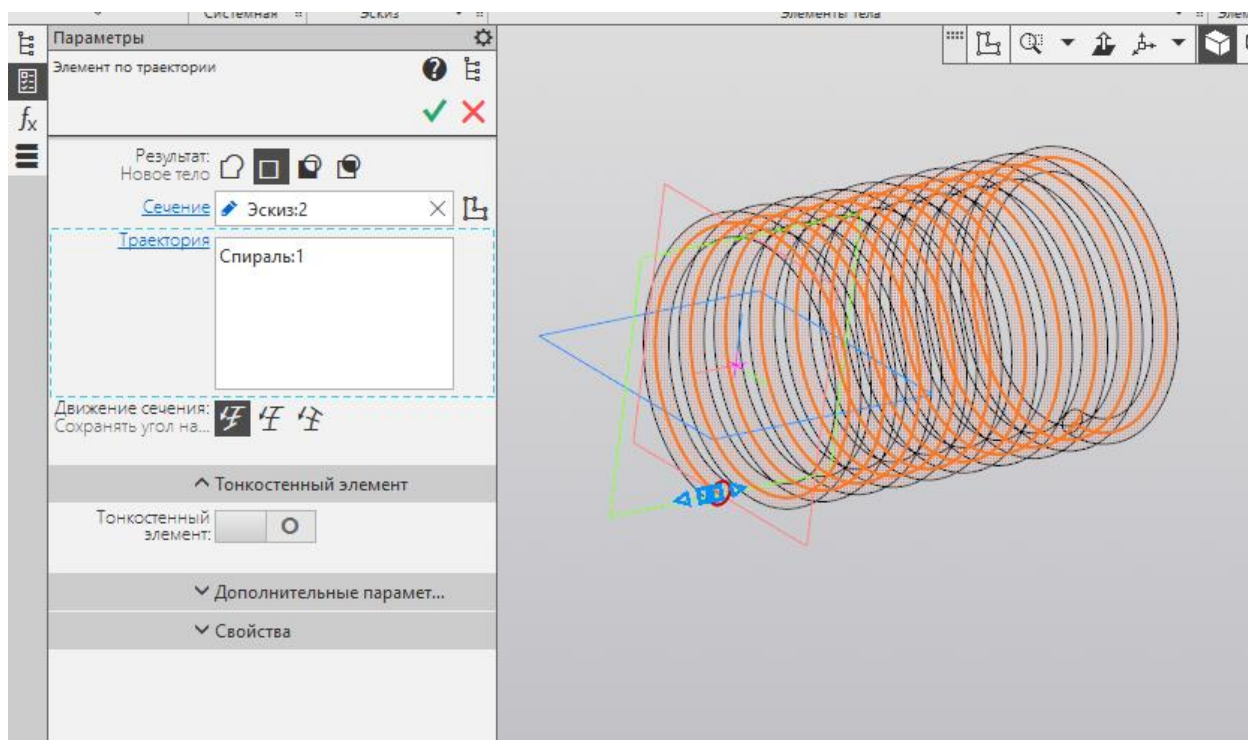 Системная
Эскиз
Элементы тела
Параметры
Элемент по траектории
Результат:
Новое тело
Сечение
Эскиз:2
Траектория
Спираль:1
Движение сечения:
Сохранять угол на...
Тонкостенный элемент
Тонкостенный
элемент:
Дополнительные парамет...
Свойства